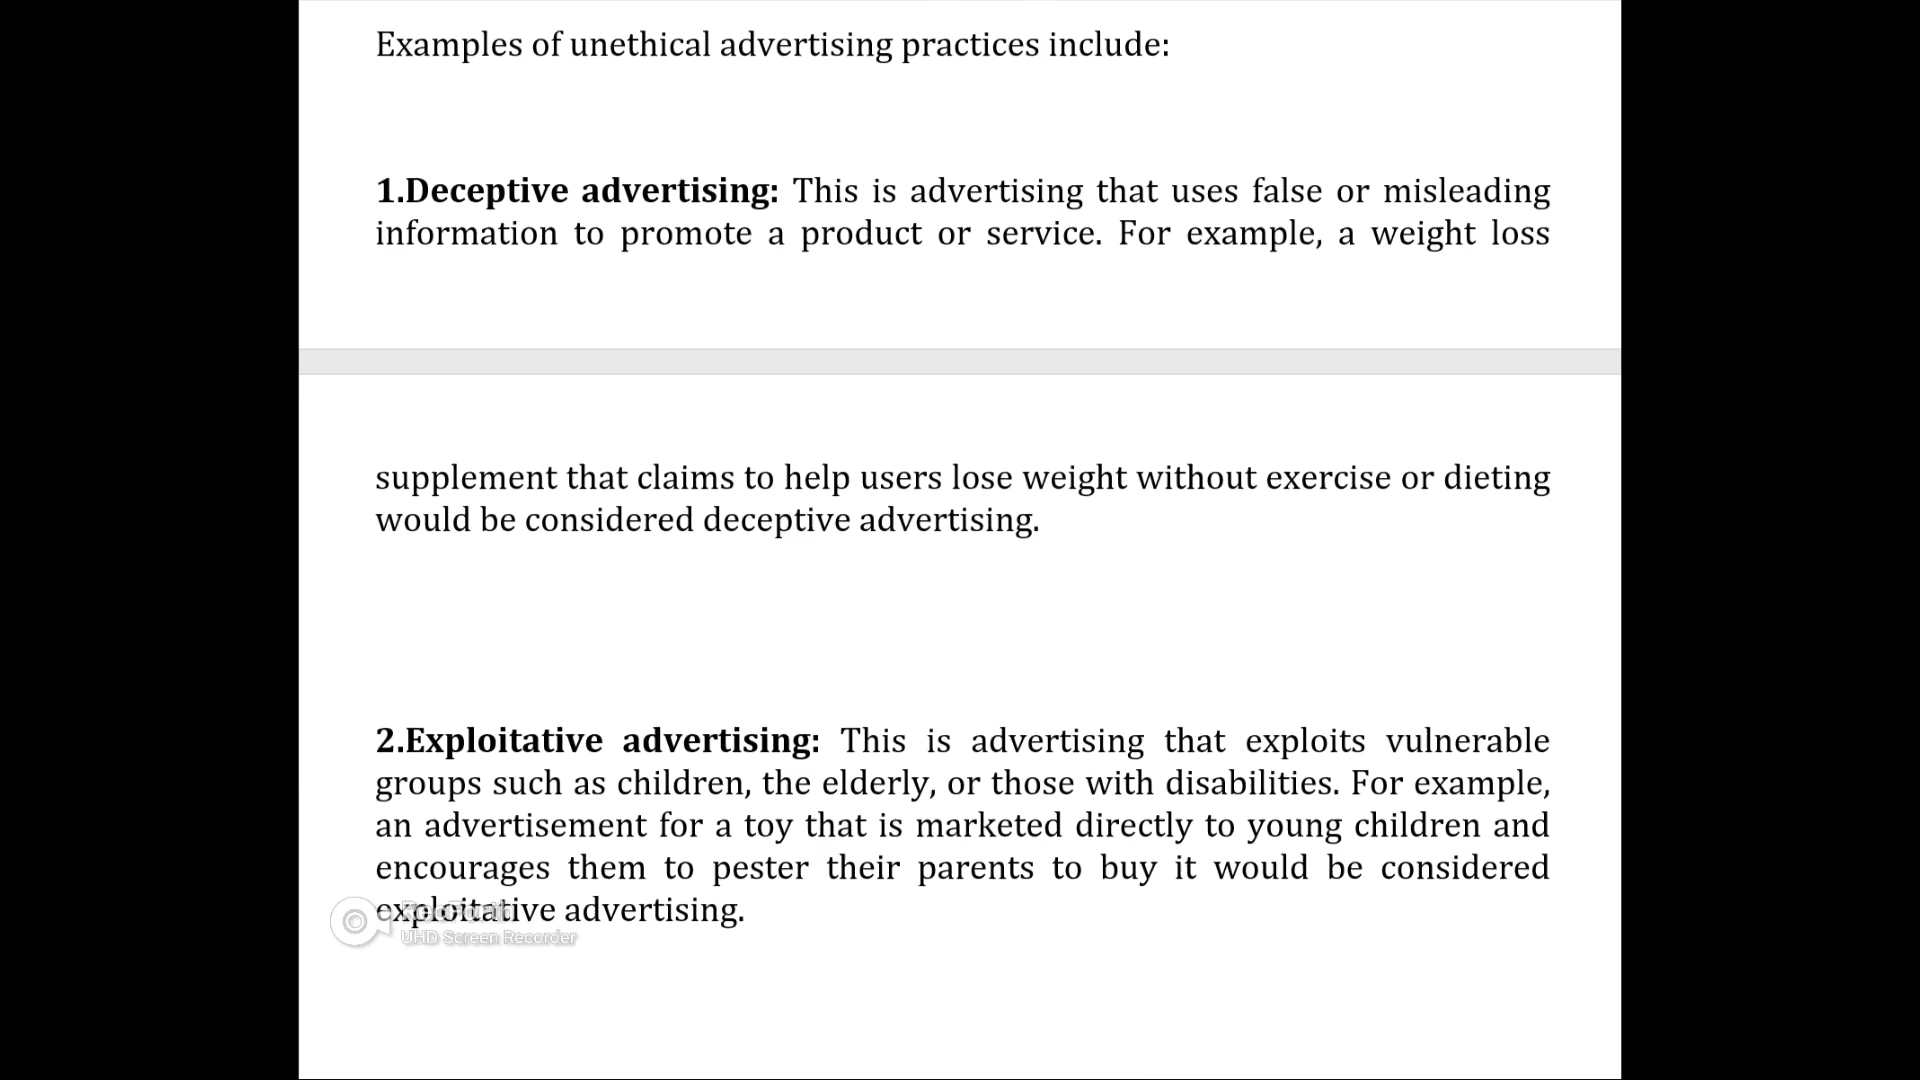 Examples of unethical advertising practices include:
1.Deceptive advertising: This is advertising that uses false or misleading
information to promote a product or service. For example, a weight loss
supplement that claims to help users lose weight without exercise or dieting
would be considered deceptive advertising.
2.Exploitative advertising: This is advertising that exploits vulnerable
groups such as children, the elderly, or those with disabilities. For example,
an advertisement for a toy that is marketed directly to young children and
encourages them to pester their parents to buy it would be considered
exploitative advertising.
UHD Screen Recorder